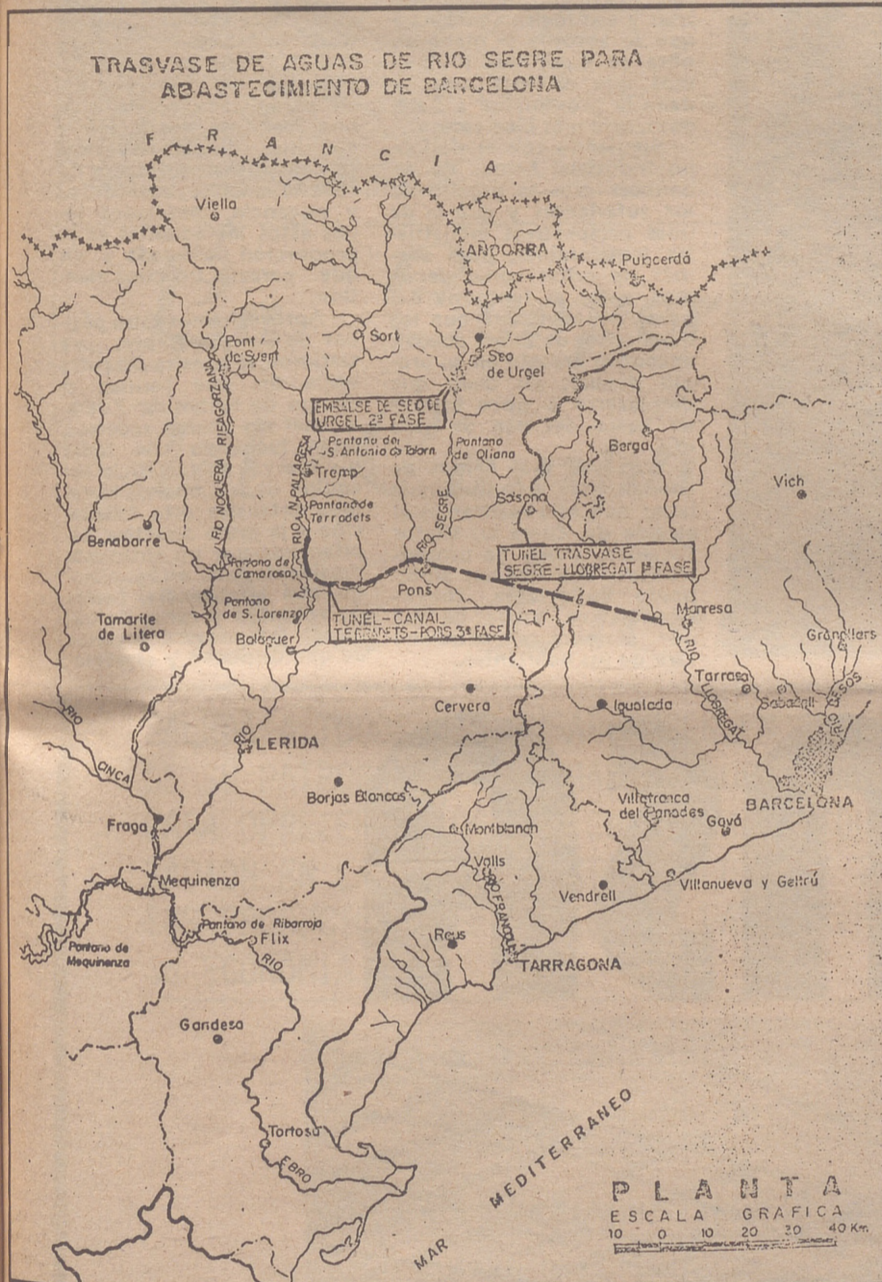 TRASVASE DE AGUAS DE RIO SEGRE PARA
ABASTECIMIENTO DE BARCELONA
FRANCIA
Viella
ANDORRA
Puigcerdá
Pont
de Suert
Sort
Seo
de Urgel
EMBALSE DE SEO DE
URGEL 2ª FASE
Pantano de
S. Antonio o Talarn
Pantano
de Oliana
Berga
Tremp
Vich
Solsona
Pantano de
Terradets
RIO NOGUERA RIBAGORZANA
RIO N. PALLARESA
RIO SEGRE
Benabarre
TUNEL TRASVASE
SEGRE-LLOBREGAT 1ª FASE
Pantano de
Camarasa
Pons
Pantano
de S. Lorenzo
TUNEL-CANAL
TERRADETS-PONS 3ª FASE
Manresa
Tamarite
de Litera
Balaguer
Granollers
RIO LLOBREGAT
Tarrasa
Sabadell
RIO BESOS
Cervera
Igualada
RIO CINCA
RIO
LERIDA
Borjas Blancas
Villafranca
del Panades
BARCELONA
Gavá
Fraga
Montblanch
Valls
Mequinenza
Vendrell
Villanueva y Geltrú
RIO FRANCOLI
Pantano de Ribarroja
Flix
Pantano de
Mequinenza
Reus
TARRAGONA
RIO
Gandesa
Tortosa
EBRO
MAR MEDITERRANEO
PLANTA
ESCALA GRAFICA
10 0 10 20 30 40 Km.